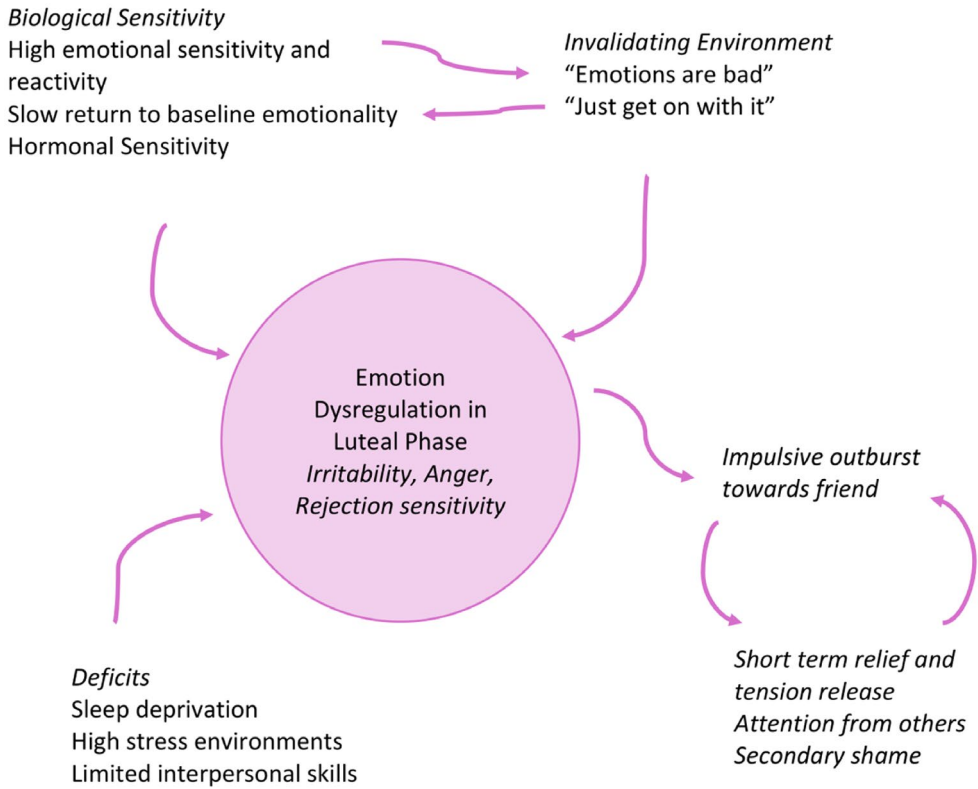 Biological Sensitivity
High emotional sensitivity and
reactivity
Slow return to baseline emotionality
Hormonal Sensitivity
Invalidating Environment
“Emotions are bad”
“Just get on with it”
Emotion
Dysregulation in
Luteal Phase
Irritability, Anger,
Rejection sensitivity
Impulsive outburst
towards friend
Deficits
Sleep deprivation
High stress environments
Limited interpersonal skills
Short term relief and
tension release
Attention from others
Secondary shame